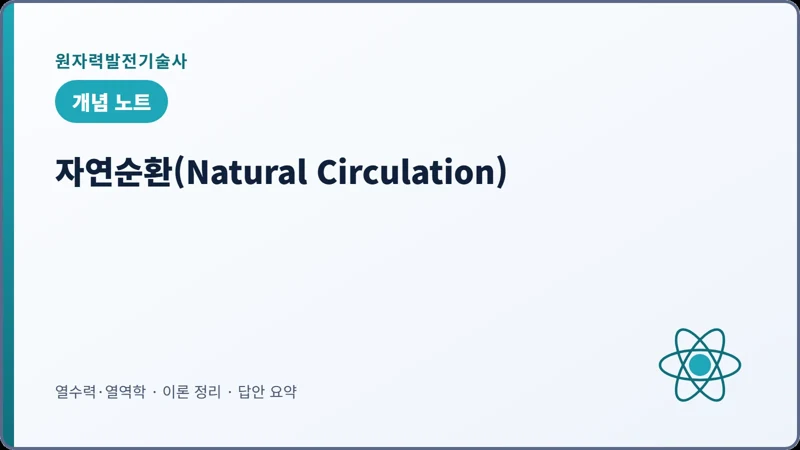 원자력발전기술사
개념 노트
자연순환(Natural Circulation)
열수력·열역학 · 이론 정리 · 답안 요약